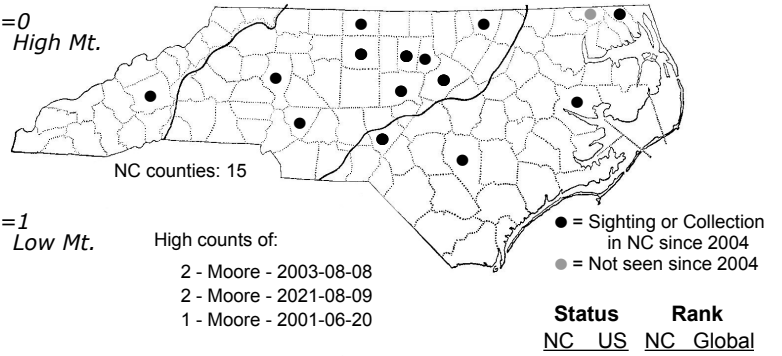 =0
High Mt.
NC counties: 15
=1
Low Mt.
High counts of:
2 - Moore - 2003-08-08
2 - Moore - 2021-08-09
1 - Moore - 2001-06-20
● = Sighting or Collection
in NC since 2004
● = Not seen since 2004
Status Rank
NC US NC Global